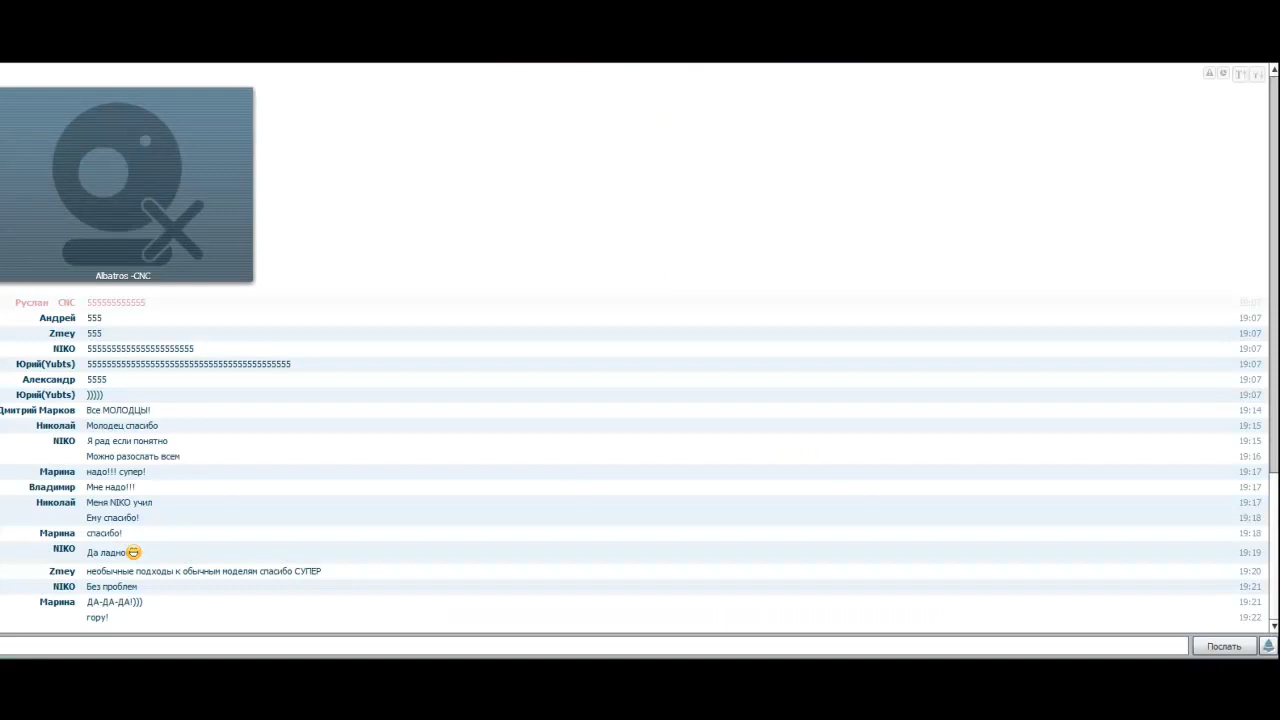 T↑
Albatros -CNC
Руслан CNC 555555555555 19:07
Андрей 555 19:07
Zmey 555 19:07
NIKO 5555555555555555555555 19:07
Юрий(Yubts) 555555555555555555555555555555555555555555 19:07
Александр 5555 19:07
Юрий(Yubts) ))))) 19:07
Дмитрий Марков Все МОЛОДЦЫ! 19:14
Николай Молодец спасибо 19:15
NIKO Я рад если понятно 19:15
Можно разослать всем 19:16
Марина надо!!! супер! 19:17
Владимир Мне надо!!! 19:17
Николай Меня NIKO учил 19:17
Ему спасибо! 19:18
Марина спасибо! 19:18
NIKO Да ладно 19:19
Zmey необычные подходы к обычным моделям спасибо СУПЕР 19:20
NIKO Без проблем 19:21
Марина ДА-ДА-ДА!))) 19:21
гору! 19:22
Послать